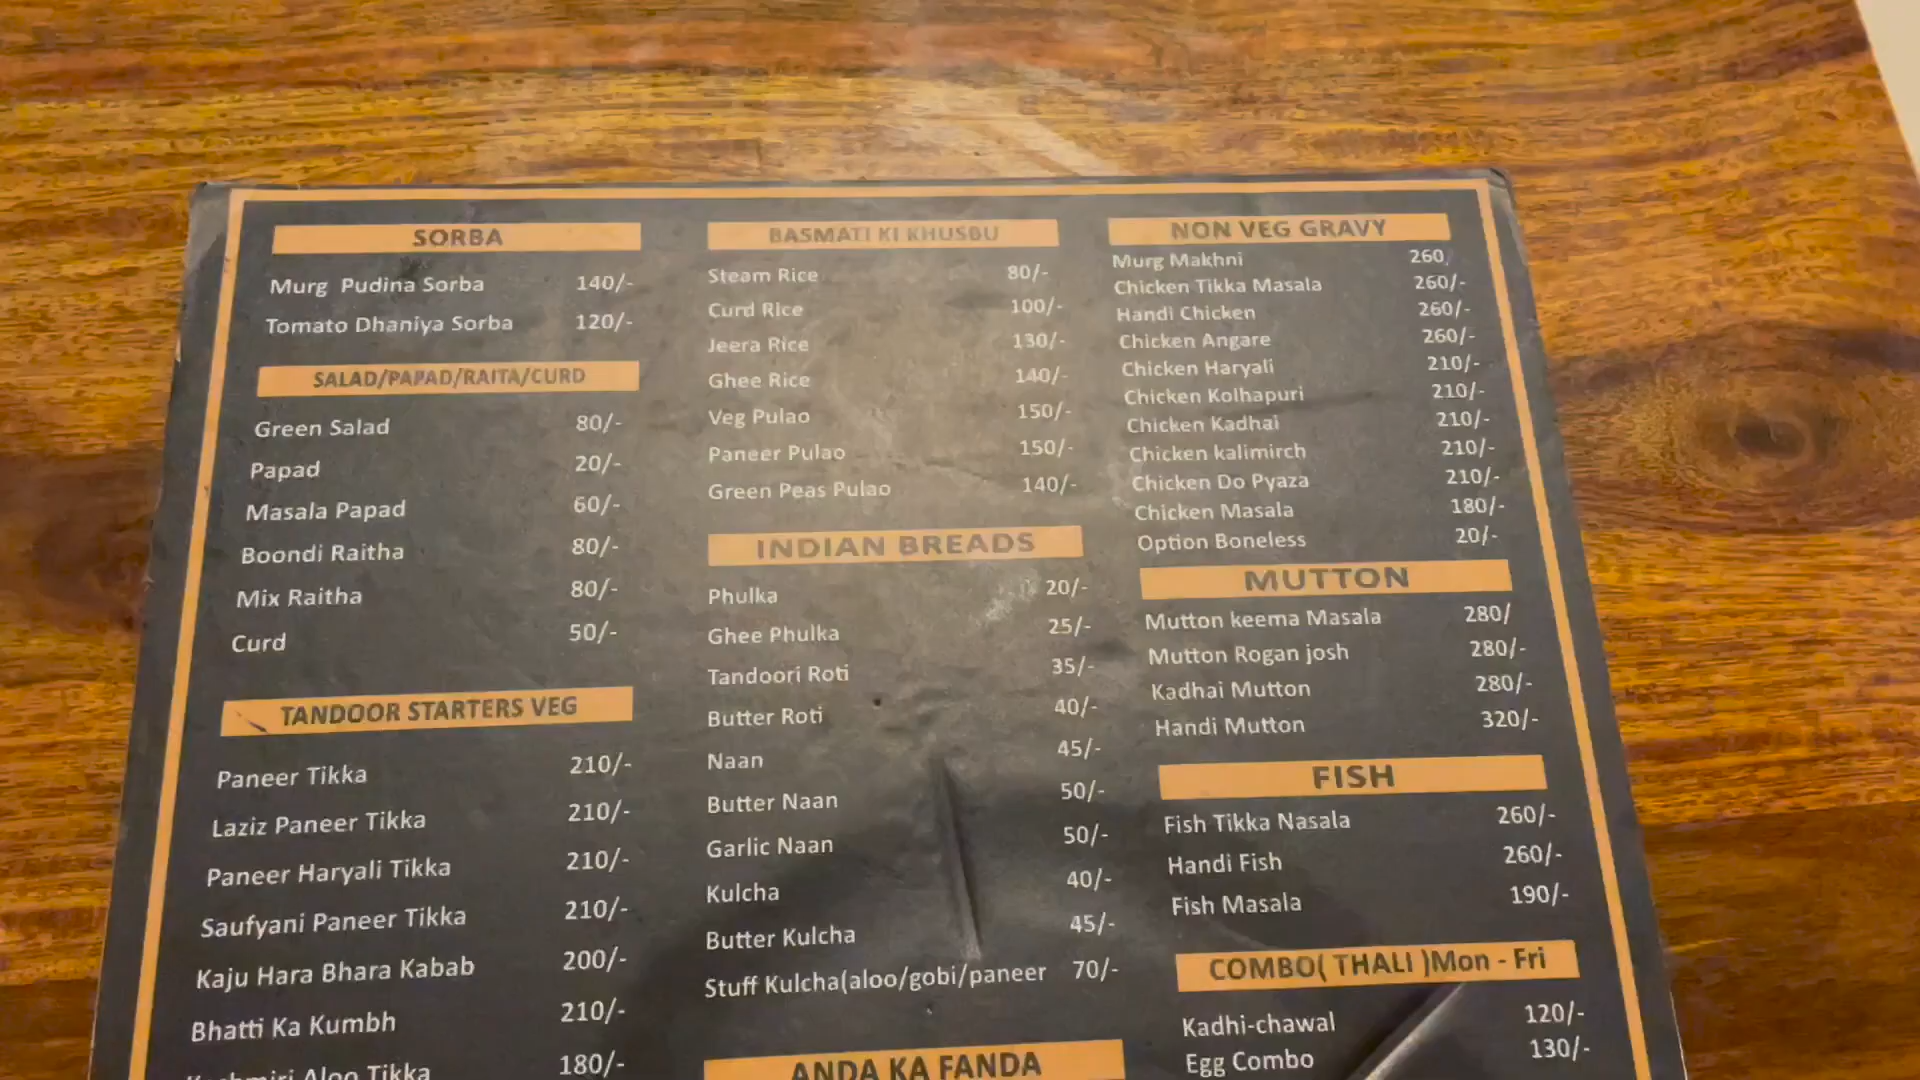 SORBA
Murg Pudina Sorba 140/-
Tomato Dhaniya Sorba 120/-
SALAD/PAPAD/RAITA/CURD
Green Salad 80/-
Papad 20/-
Masala Papad 60/-
Boondi Raitha 80/-
Mix Raitha 80/-
Curd 50/-
TANDOOR STARTERS VEG
Paneer Tikka 210/-
Laziz Paneer Tikka 210/-
Paneer Haryali Tikka 210/-
Saufyani Paneer Tikka 210/-
Kaju Hara Bhara Kabab 200/-
Bhatti Ka Kumbh 210/-
Kashmiri Aloo Tikka 180/-
BASMATI KI KHUSBU
Steam Rice 80/-
Curd Rice 100/-
Jeera Rice 130/-
Ghee Rice 140/-
Veg Pulao 150/-
Paneer Pulao 150/-
Green Peas Pulao 140/-
INDIAN BREADS
Phulka 20/-
Ghee Phulka 25/-
Tandoori Roti 35/-
Butter Roti 40/-
Naan 45/-
Butter Naan 50/-
Garlic Naan 50/-
Kulcha 40/-
Butter Kulcha 45/-
Stuff Kulcha(aloo/gobi/paneer 70/-
ANDA KA FANDA
NON VEG GRAVY
Murg Makhni 260
Chicken Tikka Masala 260/-
Handi Chicken 260/-
Chicken Angare 260/-
Chicken Haryali 210/-
Chicken Kolhapuri 210/-
Chicken Kadhai 210/-
Chicken kalimirch 210/-
Chicken Do Pyaza 210/-
Chicken Masala 180/-
Option Boneless 20/-
MUTTON
Mutton keema Masala 280/
Mutton Rogan josh 280/-
Kadhai Mutton 280/-
Handi Mutton 320/-
FISH
Fish Tikka Nasala 260/-
Handi Fish 260/-
Fish Masala 190/-
COMBO( THALI )Mon - Fri
Kadhi-chawal 120/-
Egg Combo 130/-